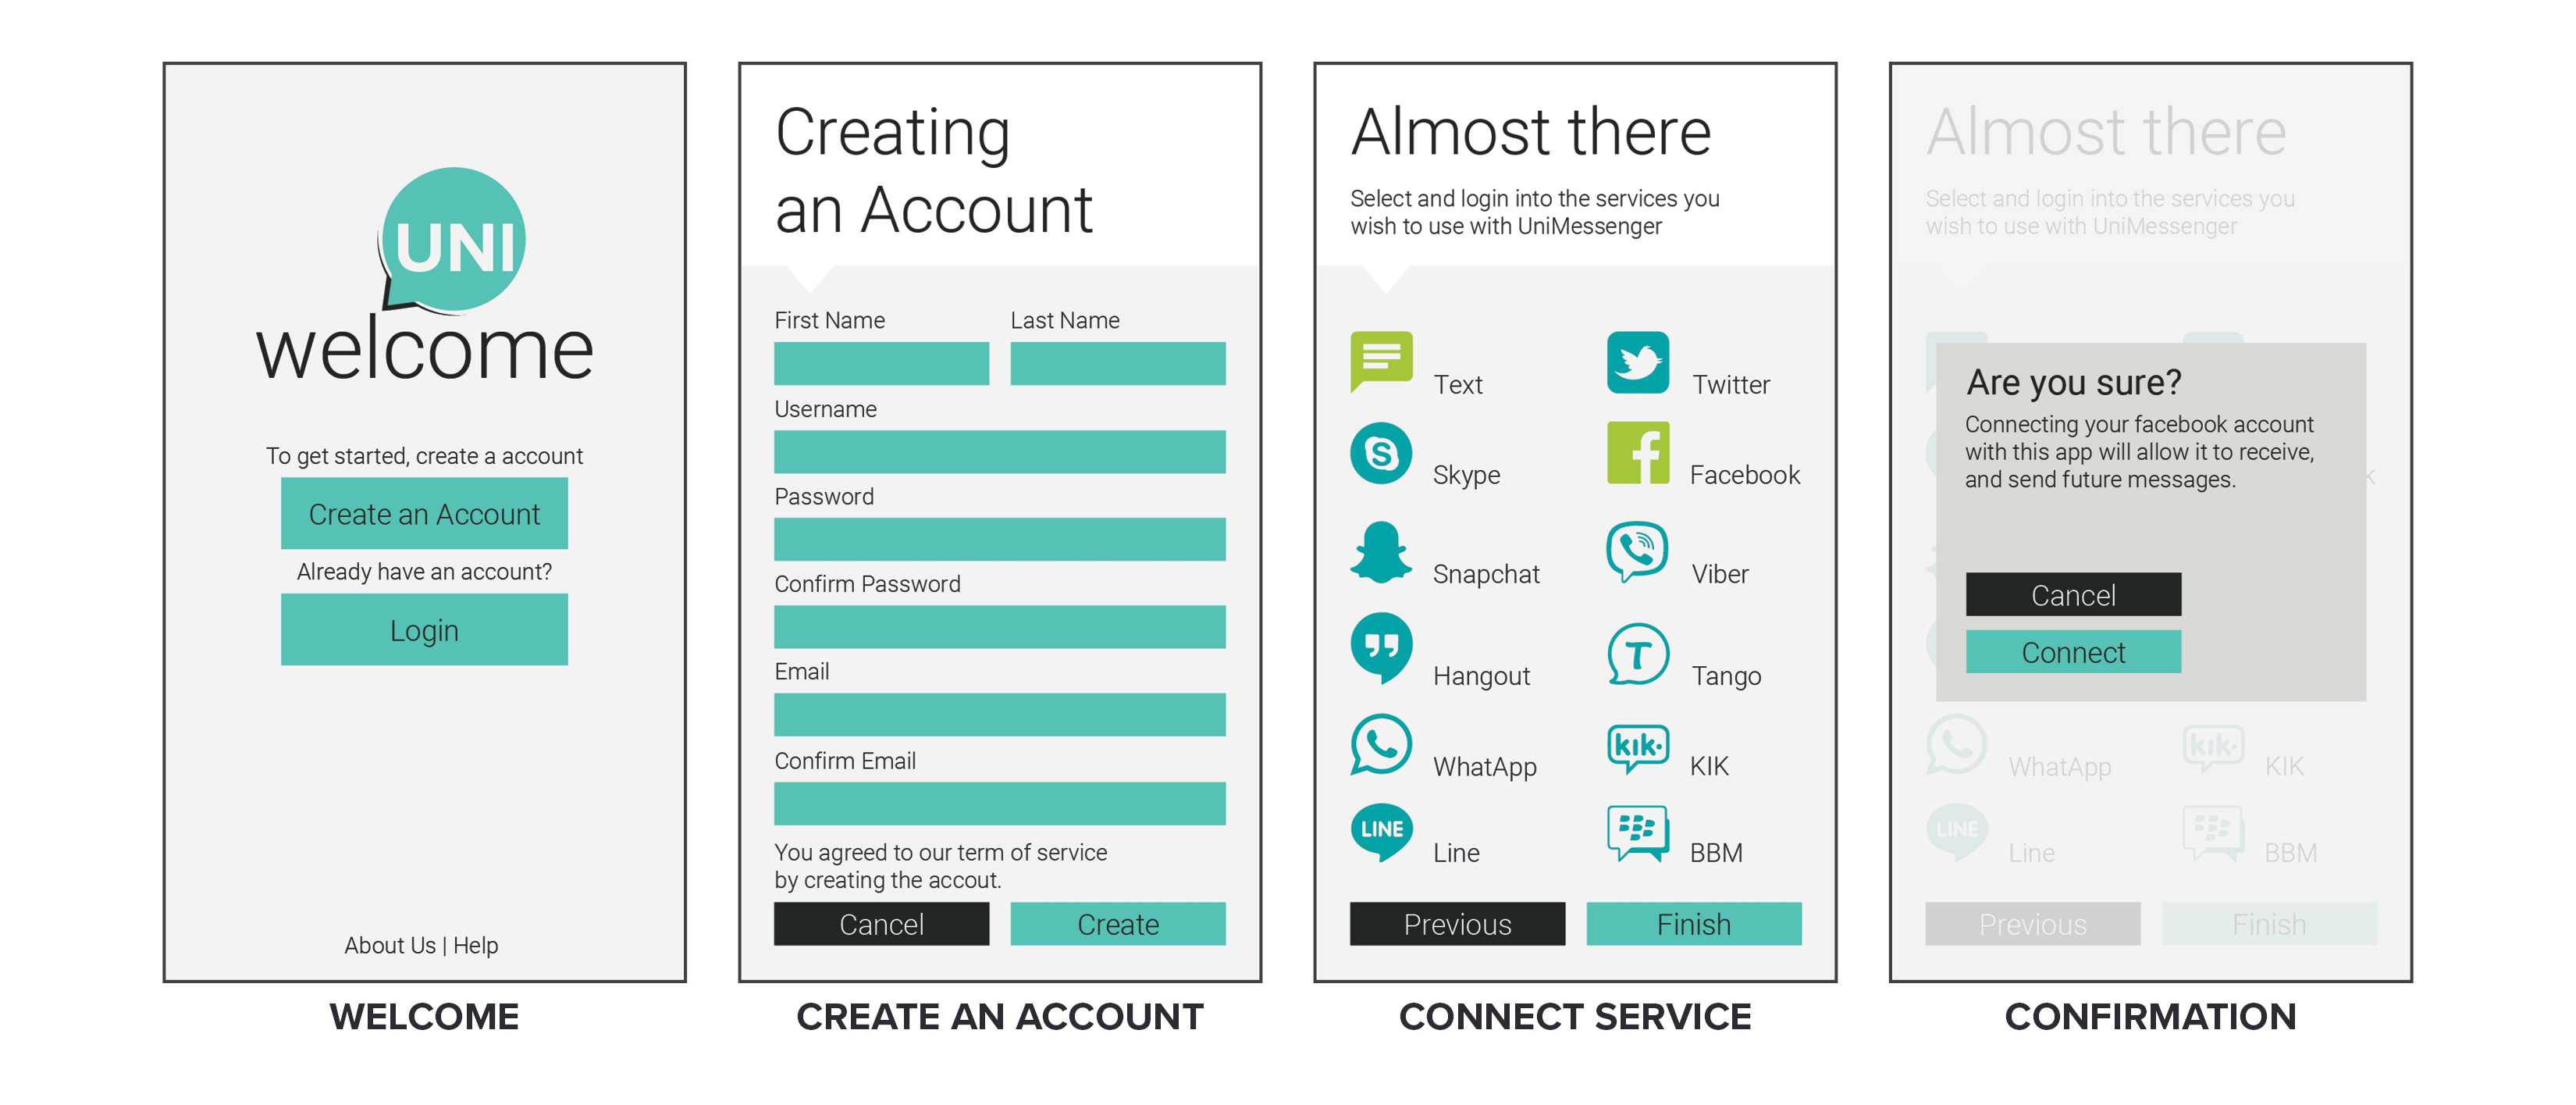 UNI
welcome
To get started, create a account
Create an Account
Already have an account?
Login
About Us | Help
WELCOME
Creating
an Account
First Name
Last Name
Username
Password
Confirm Password
Email
Confirm Email
You agreed to our term of service
by creating the accout.
Cancel
Create
CREATE AN ACCOUNT
Almost there
Select and login into the services you
wish to use with UniMessenger
Text
Twitter
Skype
Facebook
Snapchat
Viber
Hangout
T
Tango
WhatApp
kik.
KIK
LINE
Line
BBM
Previous
Finish
CONNECT SERVICE
Almost there
Select and login into the services you
wish to use with UniMessenger
Are you sure?
Connecting your facebook account
with this app will allow it to receive,
and send future messages.
k
Cancel
Connect
WhatApp
kik.
KIK
LINE
Line
BBM
Previous
Finish
CONFIRMATION